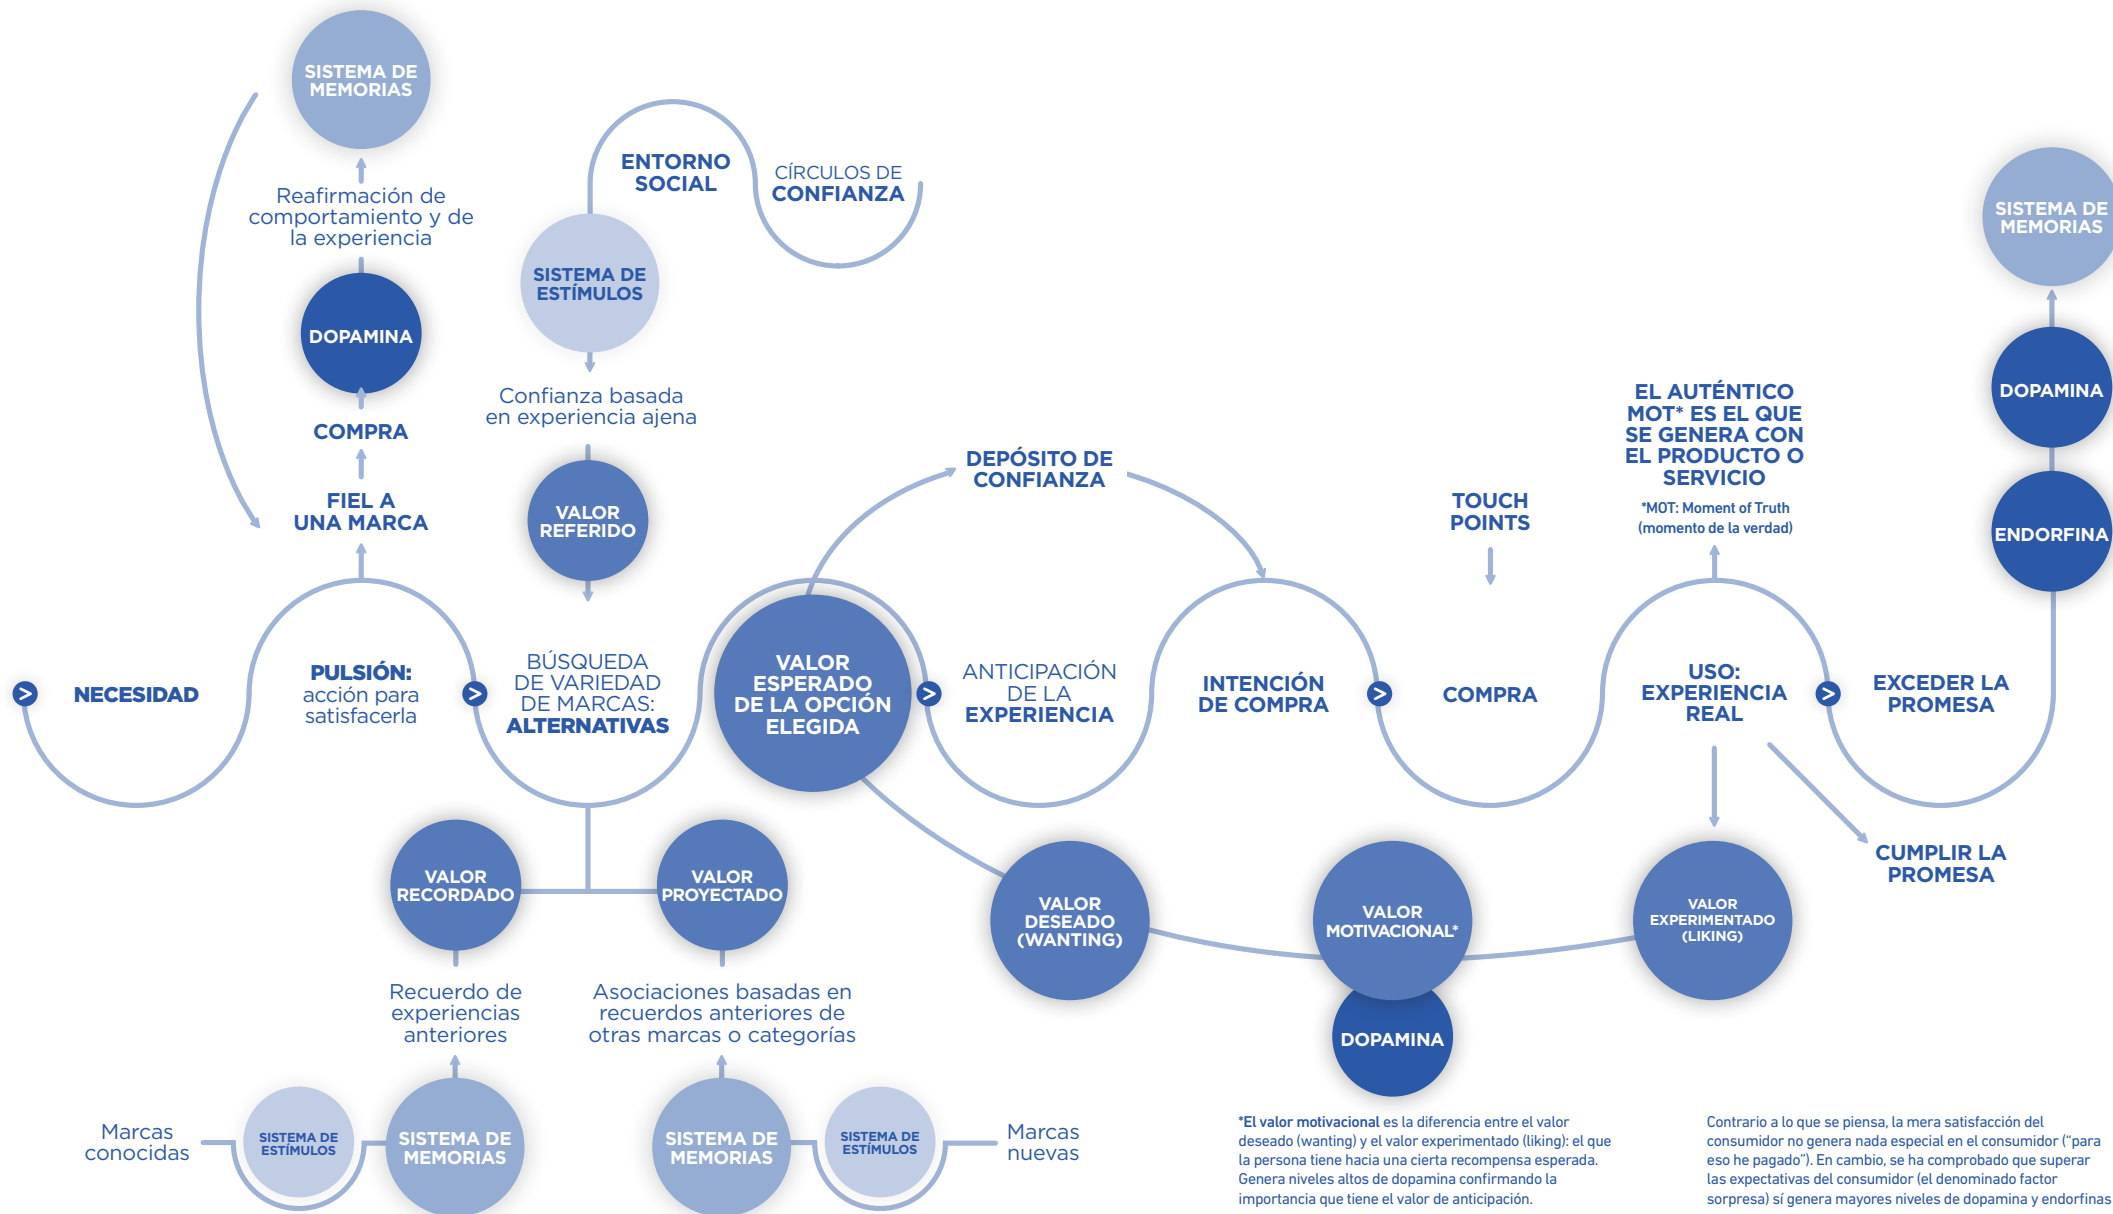 SISTEMA DE
MEMORIAS
Reafirmación de
comportamiento y de
la experiencia
DOPAMINA
COMPRA
FIEL A
UNA MARCA
ENTORNO
SOCIAL
CÍRCULOS DE
CONFIANZA
SISTEMA DE
ESTÍMULOS
Confianza basada
en experiencia ajena
VALOR
REFERIDO
DEPÓSITO DE
CONFIANZA
TOUCH
POINTS
EL AUTÉNTICO
MOT* ES EL QUE
SE GENERA CON
EL PRODUCTO O
SERVICIO
*MOT: Moment of Truth
(momento de la verdad)
SISTEMA DE
MEMORIAS
DOPAMINA
ENDORFINA
>
NECESIDAD
PULSIÓN:
acción para
satisfacerla
>
BÚSQUEDA
DE VARIEDAD
DE MARCAS:
ALTERNATIVAS
VALOR
ESPERADO
DE LA OPCIÓN
ELEGIDA
>
ANTICIPACIÓN
DE LA
EXPERIENCIA
INTENCIÓN
DE COMPRA
>
COMPRA
USO:
EXPERIENCIA
REAL
>
EXCEDER LA
PROMESA
CUMPLIR LA
PROMESA
VALOR
RECORDADO
VALOR
PROYECTADO
VALOR
DESEADO
(WANTING)
VALOR
MOTIVACIONAL*
VALOR
EXPERIMENTADO
(LIKING)
DOPAMINA
Recuerdo de
experiencias
anteriores
Asociaciones basadas en
recuerdos anteriores de
otras marcas o categorías
Marcas
conocidas
SISTEMA DE
ESTÍMULOS
SISTEMA DE
MEMORIAS
SISTEMA DE
MEMORIAS
SISTEMA DE
ESTÍMULOS
Marcas
nuevas
*El valor motivacional es la diferencia entre el valor
deseado (wanting) y el valor experimentado (liking): el que
la persona tiene hacia una cierta recompensa esperada.
Genera niveles altos de dopamina confirmando la
importancia que tiene el valor de anticipación.
Contrario a lo que se piensa, la mera satisfacción del
consumidor no genera nada especial en el consumidor (“para
eso he pagado”). En cambio, se ha comprobado que superar
las expectativas del consumidor (el denominado factor
sorpresa) sí genera mayores niveles de dopamina y endorfinas